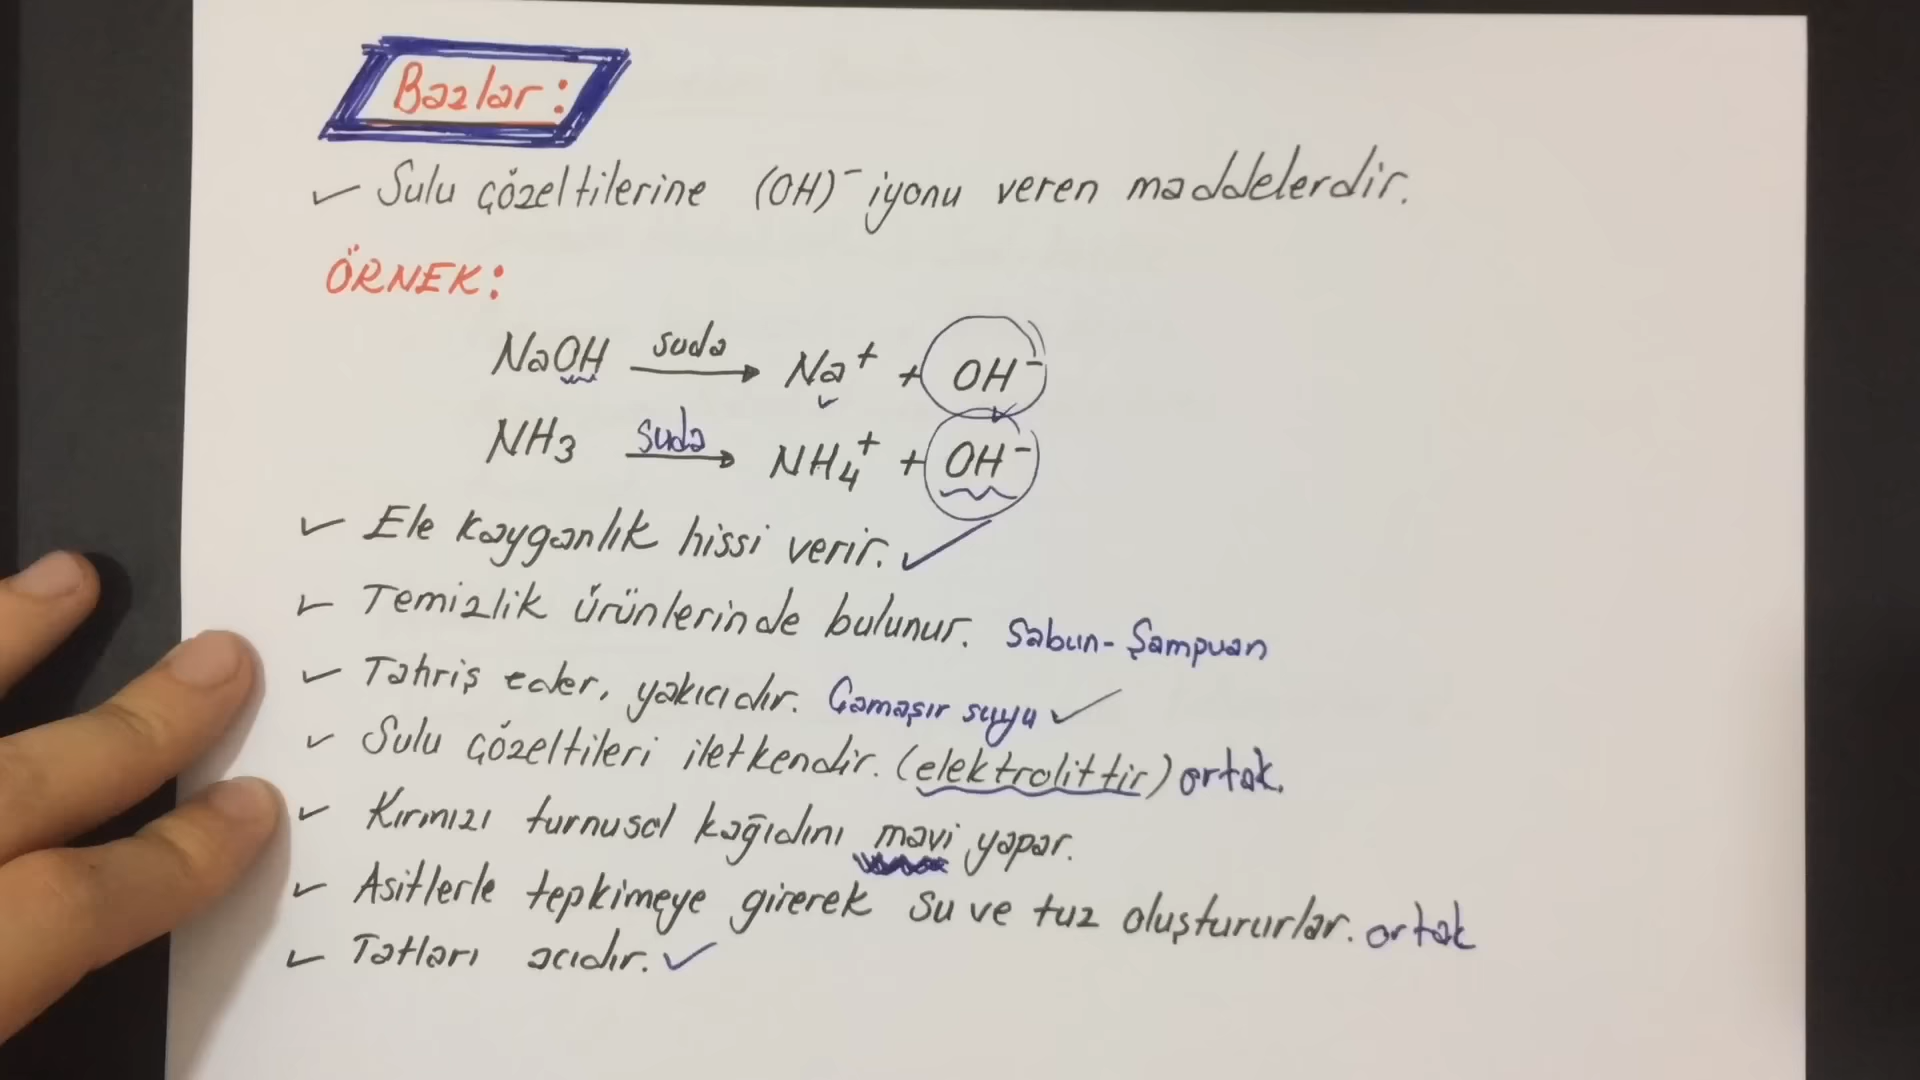 Bazlar:
Sulu çözeltilerine (OH)⁻ iyonu veren maddelerdir.
ÖRNEK:
NaOH suda → Na⁺ + OH⁻
NH₃ suda → NH₄⁺ + OH⁻
Ele kayganlık hissi verir.
Temizlik ürünlerinde bulunur. Sabun-Şampuan
Tahriş eder, yakıcıdır. Çamaşır suyu
Sulu çözeltileri iletkendir. (elektrolittir) ortak.
Kırmızı turnusol kağıdını mavi yapar.
Asitlerle tepkimeye girerek su ve tuz oluştururlar. ortak
Tatları acıdır.